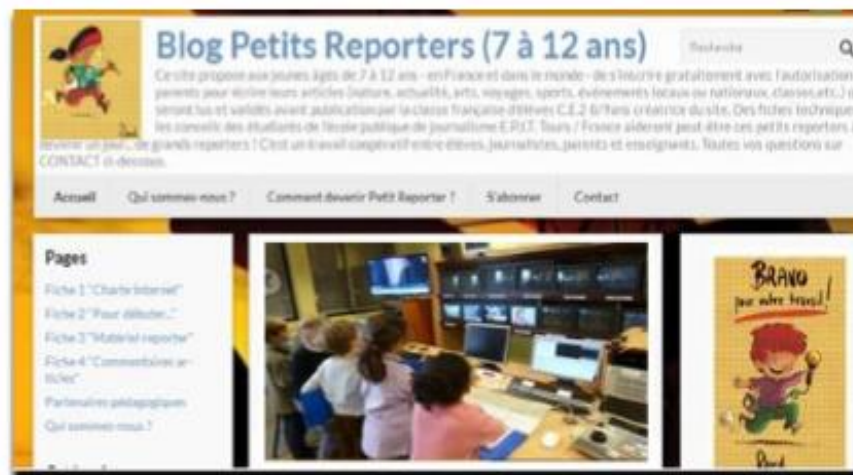 Blog Petits Reporters (7 à 12 ans)
Recherche
Ce site propose aux jeunes âgés de 7 à 12 ans - en France et dans le monde - de s'inscrire gratuitement avec l'autorisation
parents pour écrire leurs articles (nature, actualité, arts, voyages, sports, événements locaux ou nationaux, classes, etc.)
seront lus et validés avant publication par la classe française d'élèves C.E.2 8/9ans créatrice du site. Des fiches technique
les conseils des étudiants de l'école publique de journalisme E.P.J.T. Tours / France aideront peut être ces petits reporters à
devenir un jour... de grands reporters ! C'est un travail coopératif entre élèves, journalistes, parents et enseignants. Toutes vos questions sur
CONTACT ci-dessous.
Accueil Qui sommes-nous ? Comment devenir Petit Reporter ? S'abonner Contact
Pages
Fiche 1 "Charte Internet"
Fiche 2 "Pour débuter..."
Fiche 3 "Matériel reporter"
Fiche 4 "Commentaires ar-
ticles"
Partenaires pédagogiques
Qui sommes-nous ?
BRAVO
pour votre travail !